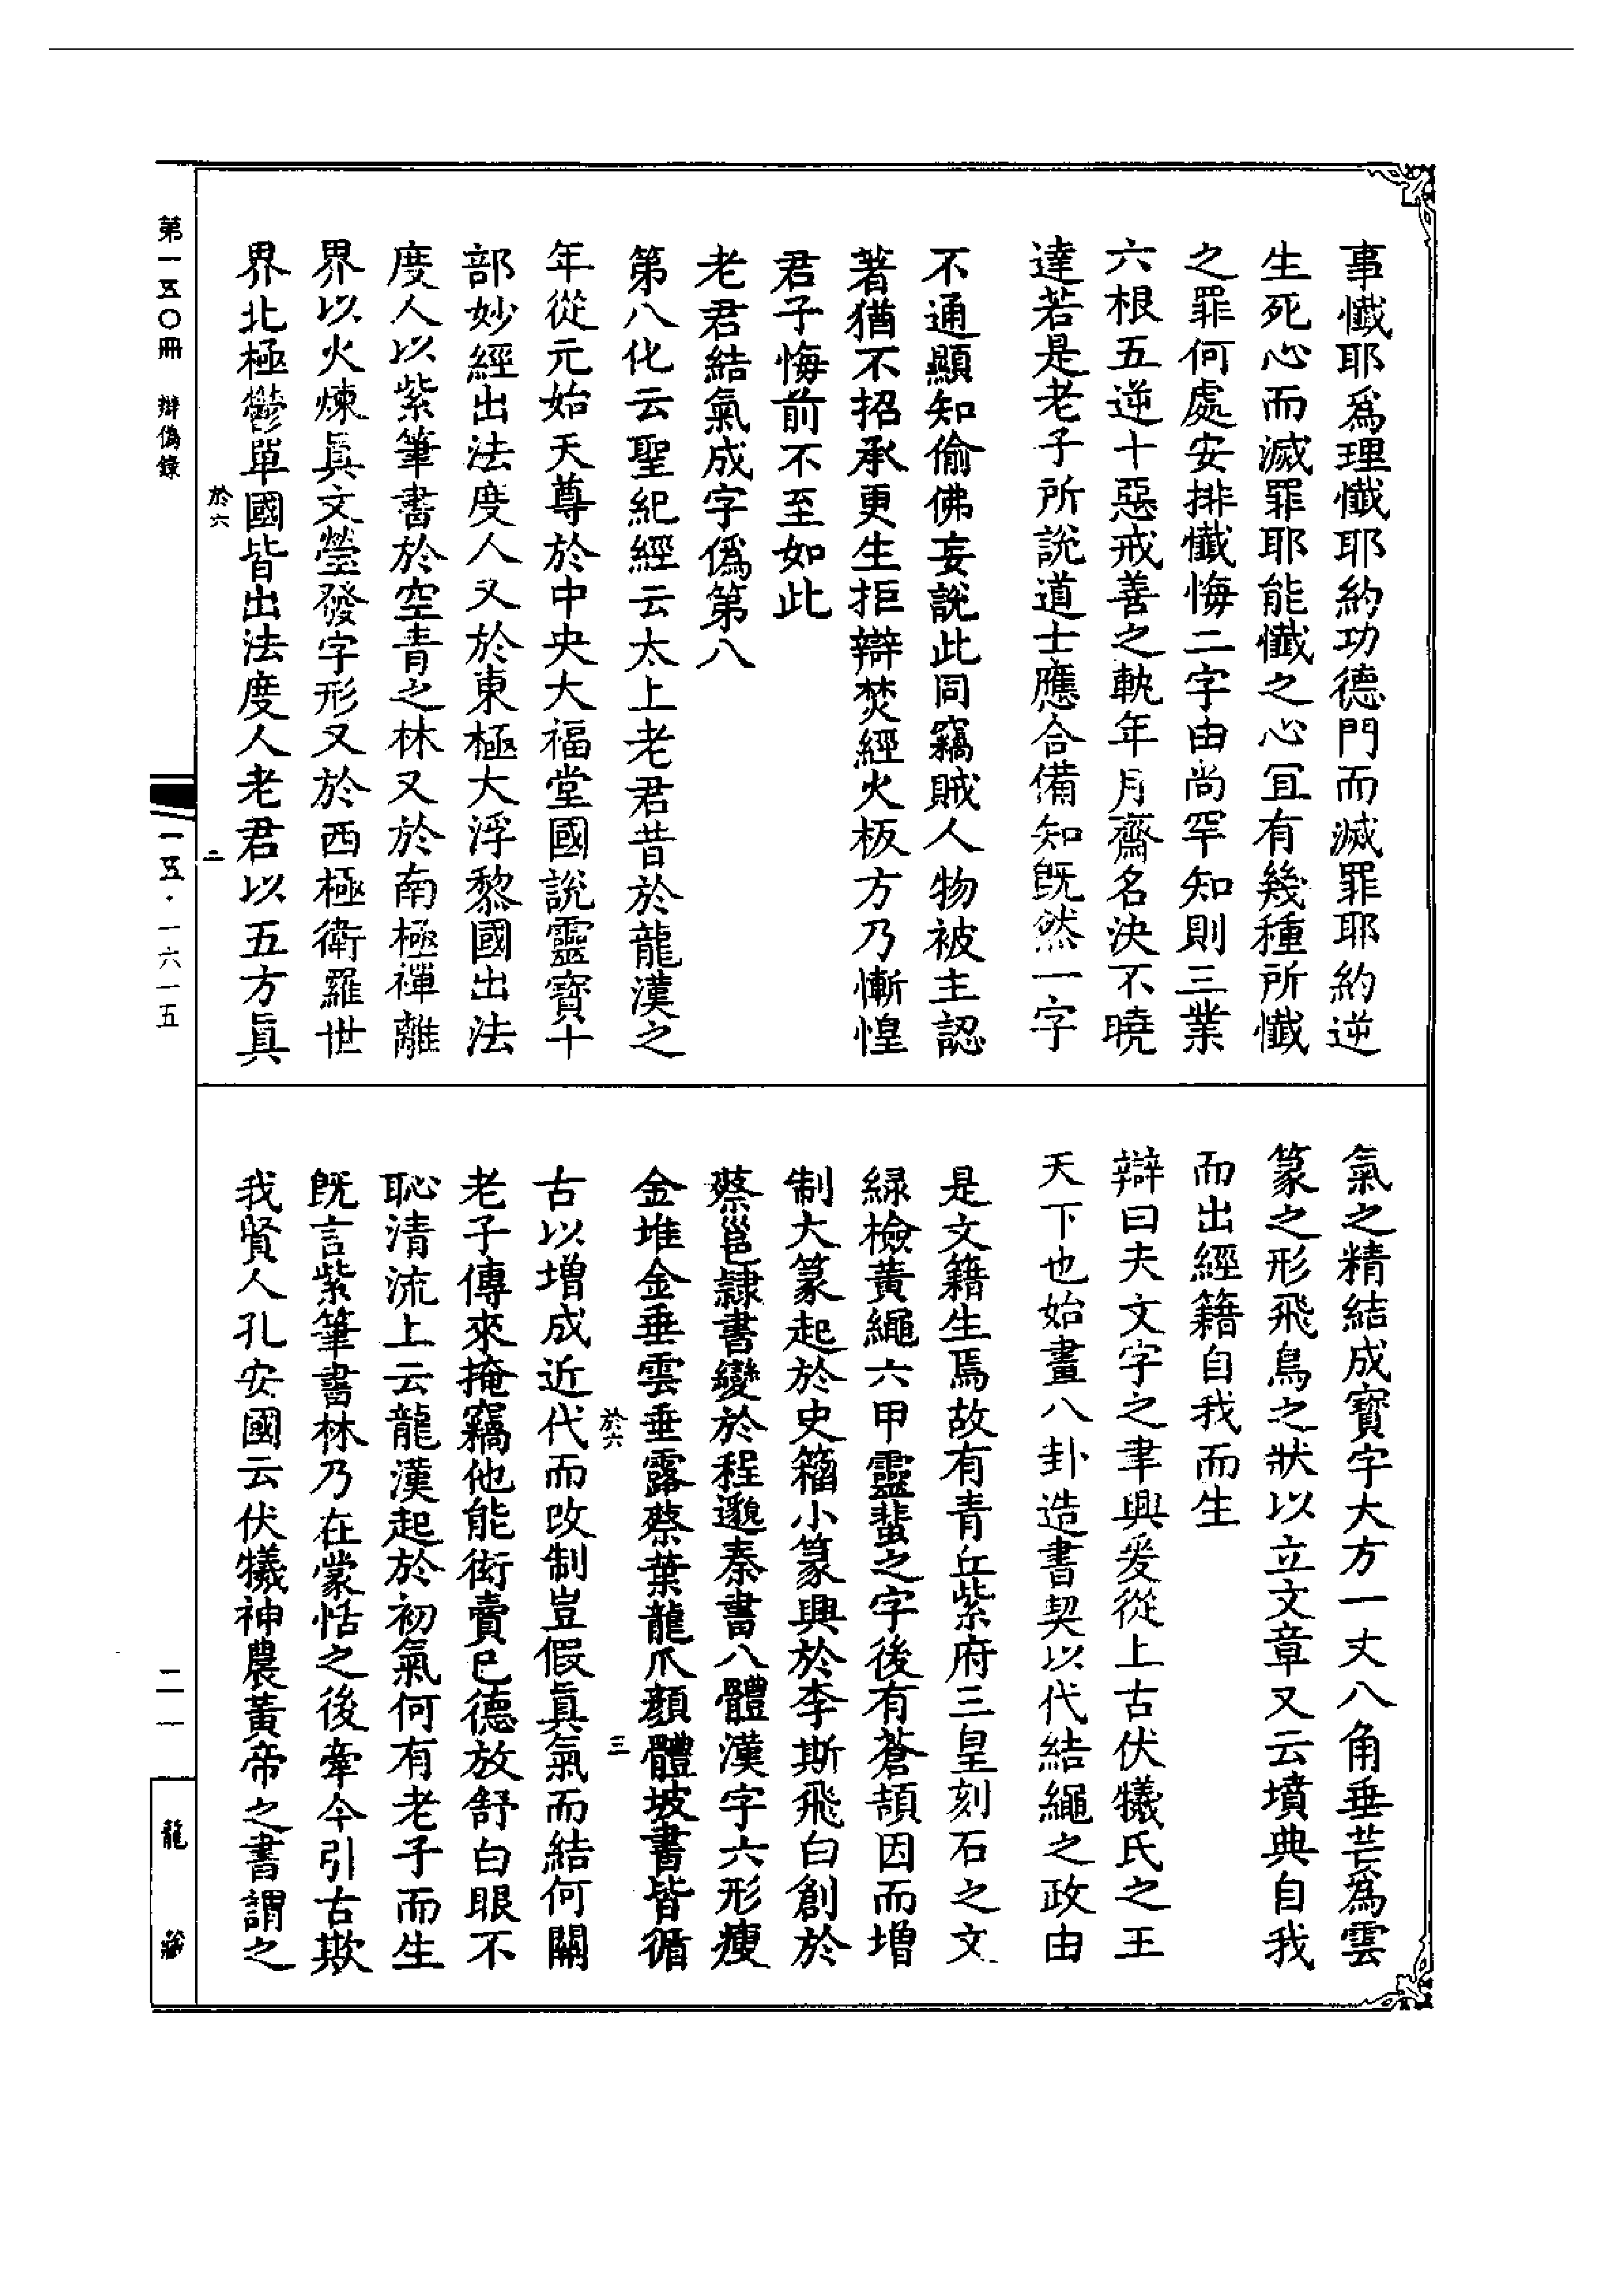 事懺耶爲理懺耶約功德門而滅罪耶約逆
生死心而滅罪耶能懺之心冝有幾種所懺
之罪何處安排懺悔二字由尚罕知則三業
六根五逆十惡戒善之軌年月齋名決不曉
達若是老子所說道士應合備知既然一字
不通顯知偷佛妄說此同竊賊人物被主認
著猶不招承更生拒辯焚經火板方乃慚惶
君子悔前不至如此
老君結氣成字僞第八
第八化云聖紀經云太上老君昔於龍漢之
年從元始天尊於中央大福堂國說靈寶十
部妙經出法度人又於東極大浮黎國出法
度人以紫筆書於空青之林又於南極禪離
界以火煉眞文瑩發字形又於西極衛羅世
界北極鬱單國皆出法度人老君以五方眞
於六
二
氣之精結成寶字大方一丈八角垂芒爲雲
篆之形飛鳥之狀以立文章又云墳典自我
而出經籍自我而生
辯曰夫文字之聿興爰從上古伏犧氏之王
天下也始畫八卦造書契以代結繩之政由
是文籍生焉故有青丘紫府三皇刻石之文
綠檢黃繩六甲靈蜚之字後有蒼頡因而增
制大篆起於史籀小篆興於李斯飛白創於
蔡邕隷書變於程邈秦書八體漢字六形瘦
金堆金垂雲垂露蔡葉龍爪顔體坡書皆循
於六
三
古以增成近代而改制豈假眞氣而結何關
老子傳來掩竊他能衒賣已德放舒白眼不
恥清流上云龍漢起於初氣何有老子而生
既言紫筆書林乃在蒙恬之後牽今引古欺
我賢人孔安國云伏犧神農黃帝之書謂之
第一五〇冊 辯僞錄
一五·一六一五
二一
龍藏